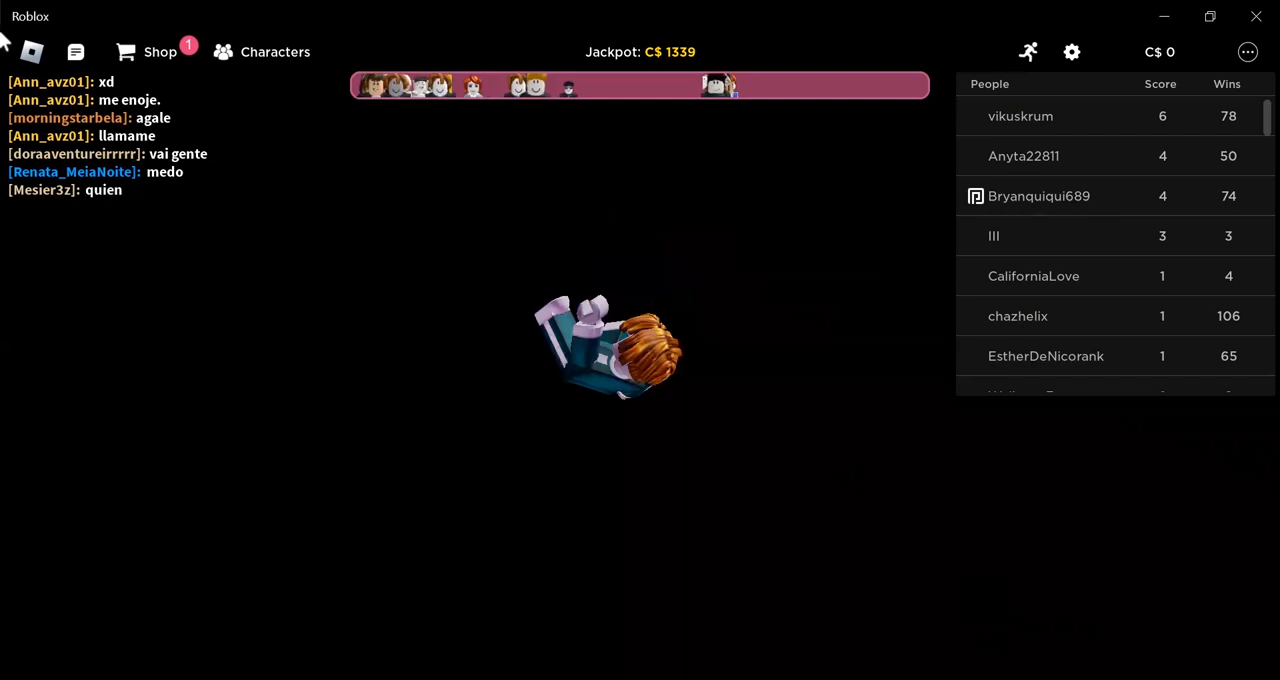 Roblox
Shop 1 Characters
Jackpot: C$ 1339
C$ 0
[Ann_avz01]: xd
[Ann_avz01]: me enoje.
[morningstarbela]: agale
[Ann_avz01]: llamame
[doraaventureirrrrr]: vai gente
[Renata_MeiaNoite]: medo
[Mesier3z]: quien
People Score Wins
vikuskrum 6 78
Anyta22811 4 50
Bryanquiqui689 4 74
III 3 3
CaliforniaLove 1 4
chazhelix 1 106
EstherDeNicorank 1 65